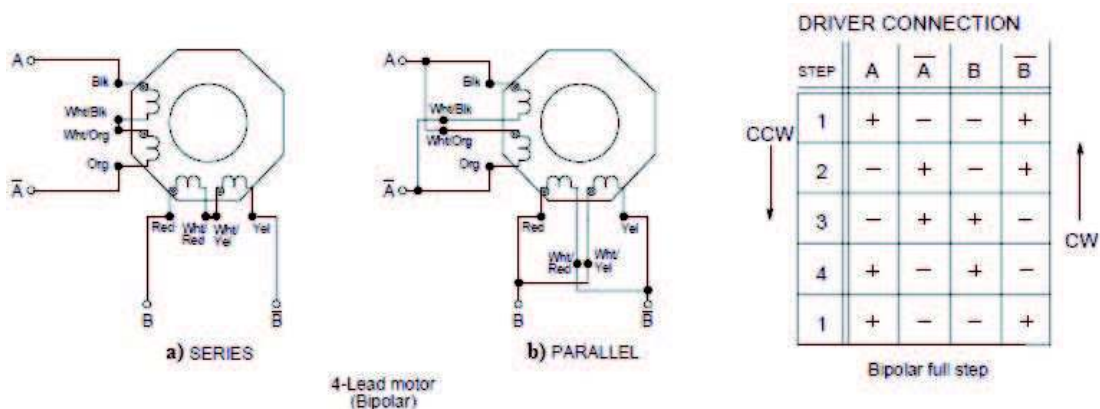 A
Blk
Wht/Blk
Wht/Org
Org
A̅
Red
Wht/
Red
Wht/
Yel
Yel
B
B̅
a) SERIES
A
Blk
Wht/Blk
Wht/Org
Org
A̅
Red
Wht/
Red
Wht/
Yel
Yel
B
B̅
b) PARALLEL
4-Lead motor
(Bipolar)
DRIVER CONNECTION
STEP A A̅ B B̅
1 + − − +
2 − + − +
3 − + + −
4 + − + −
1 + − − +
CCW
CW
Bipolar full step